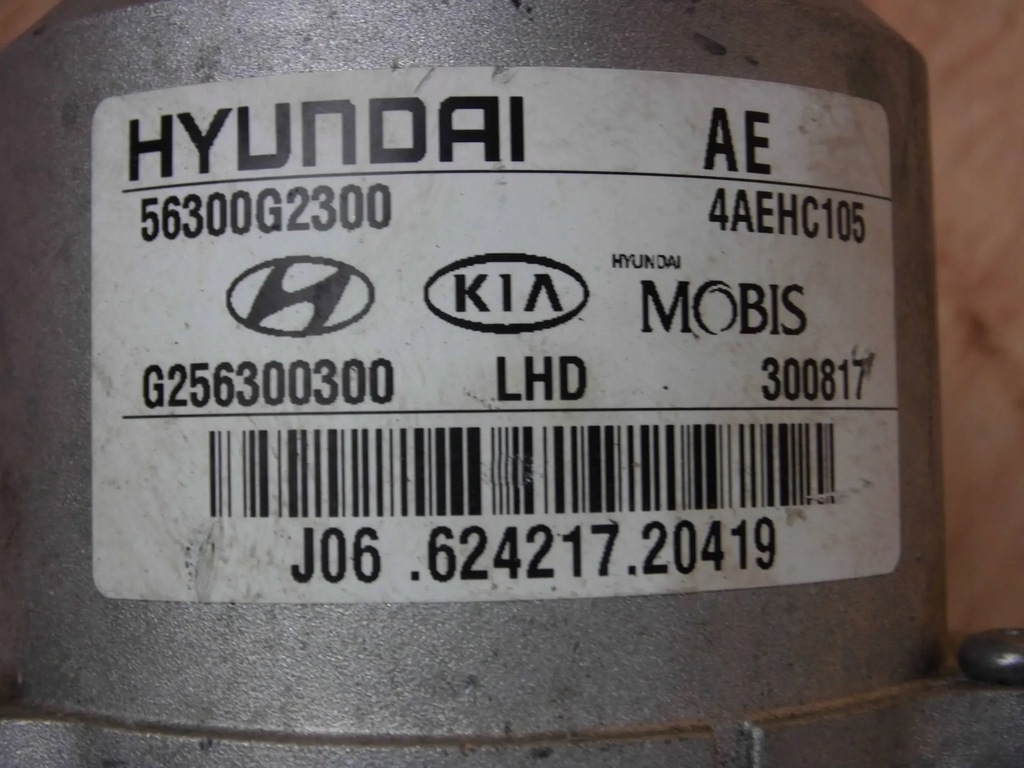 HYUNDAI AE
56300G2300 4AEHC105
KIA HYUNDAI MOBIS
G256300300 LHD 300817
J06 .624217.20419